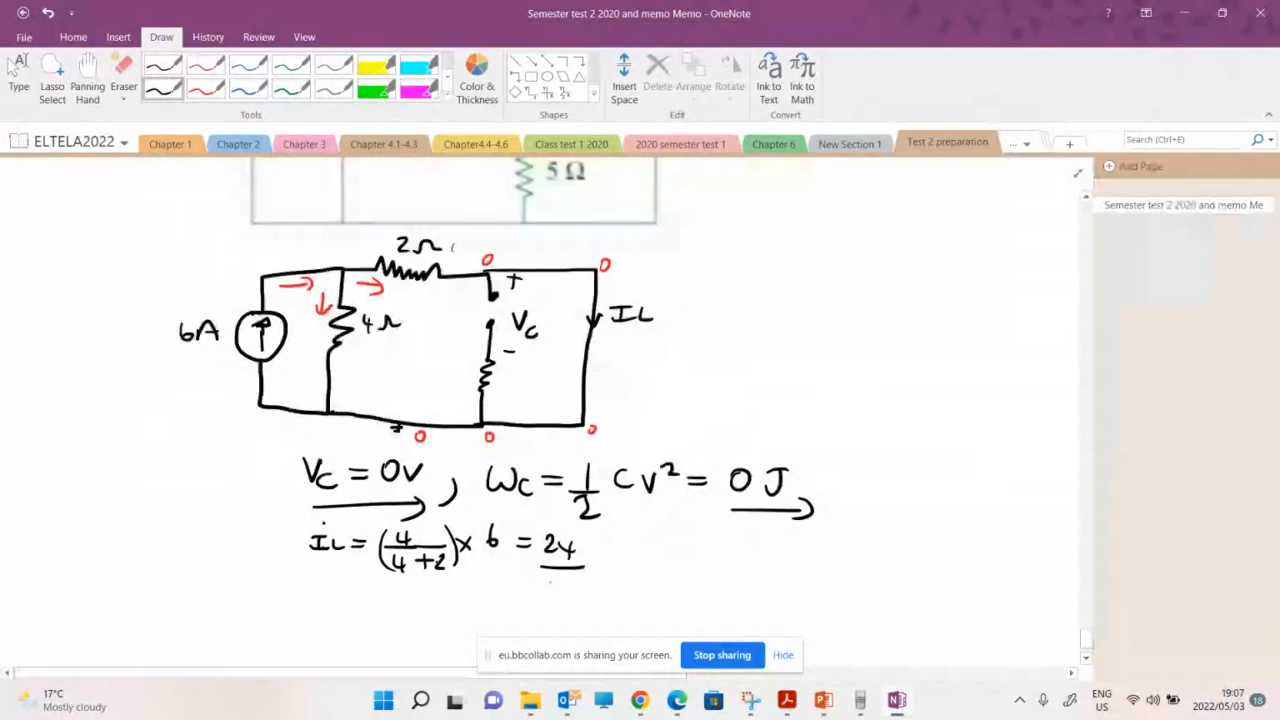 Semester test 2 2020 and memo Memo - OneNote
File Home Insert Draw History Review View
Type Lasso Select Panning Hand Eraser Color & Thickness Insert Space Delete Arrange Rotate Ink to Text Ink to Math
Tools Shapes Edit Convert
ELTELA2022 Chapter 1 Chapter 2 Chapter 3 Chapter 4.1-4.3 Chapter4.4-4.6 Class test 1 2020 2020 semester test 1 Chapter 6 New Section 1 Test 2 preparation ... + Search (Ctrl+E)
Add Page
Semester test 2 2020 and memo Me
5 Ω
2Ω
0 0
+
6A 4Ω Vc IL
-
0 0 0
Vc = 0V , Wc = 1/2 C V² = 0 J
IL = (4/(4+2)) × 6 = 24
eu.bbcollab.com is sharing your screen. Stop sharing Hide
17°C
Mostly cloudy
ENG
US
19:07
2022/05/03